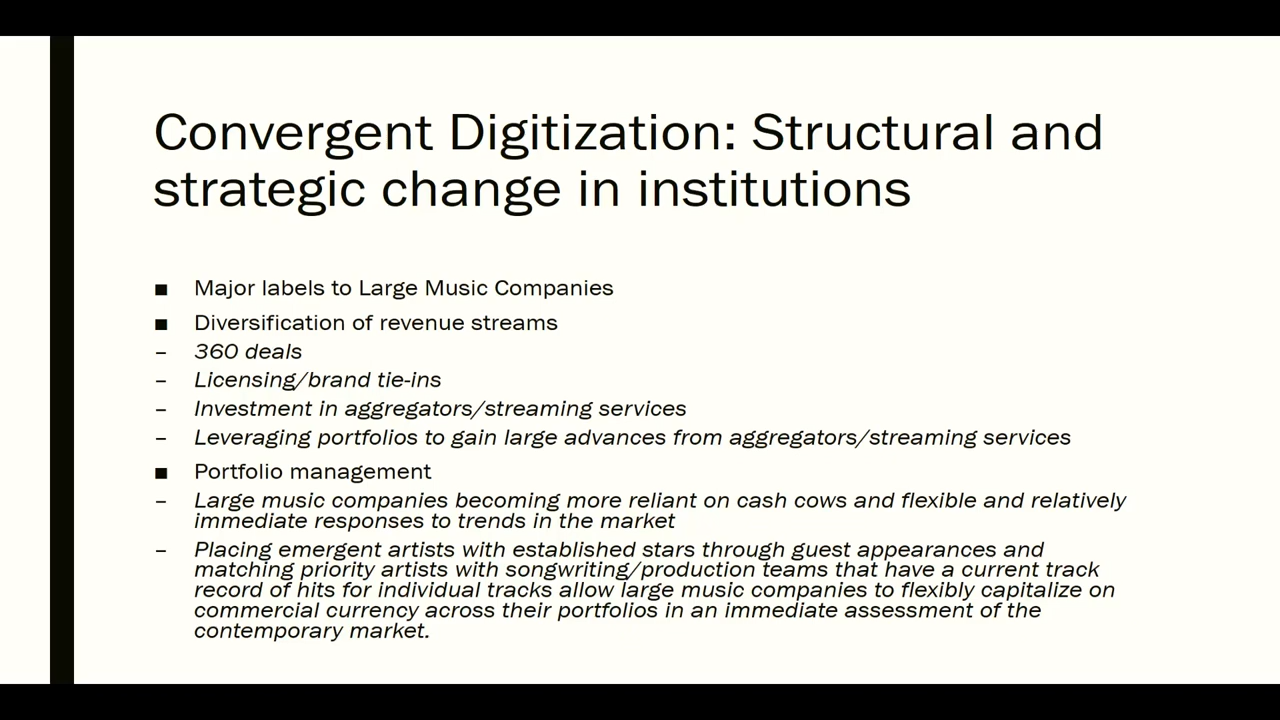 Convergent Digitization: Structural and
strategic change in institutions
■ Major labels to Large Music Companies
■ Diversification of revenue streams
– 360 deals
– Licensing/brand tie-ins
– Investment in aggregators/streaming services
– Leveraging portfolios to gain large advances from aggregators/streaming services
■ Portfolio management
– Large music companies becoming more reliant on cash cows and flexible and relatively
immediate responses to trends in the market
– Placing emergent artists with established stars through guest appearances and
matching priority artists with songwriting/production teams that have a current track
record of hits for individual tracks allow large music companies to flexibly capitalize on
commercial currency across their portfolios in an immediate assessment of the
contemporary market.